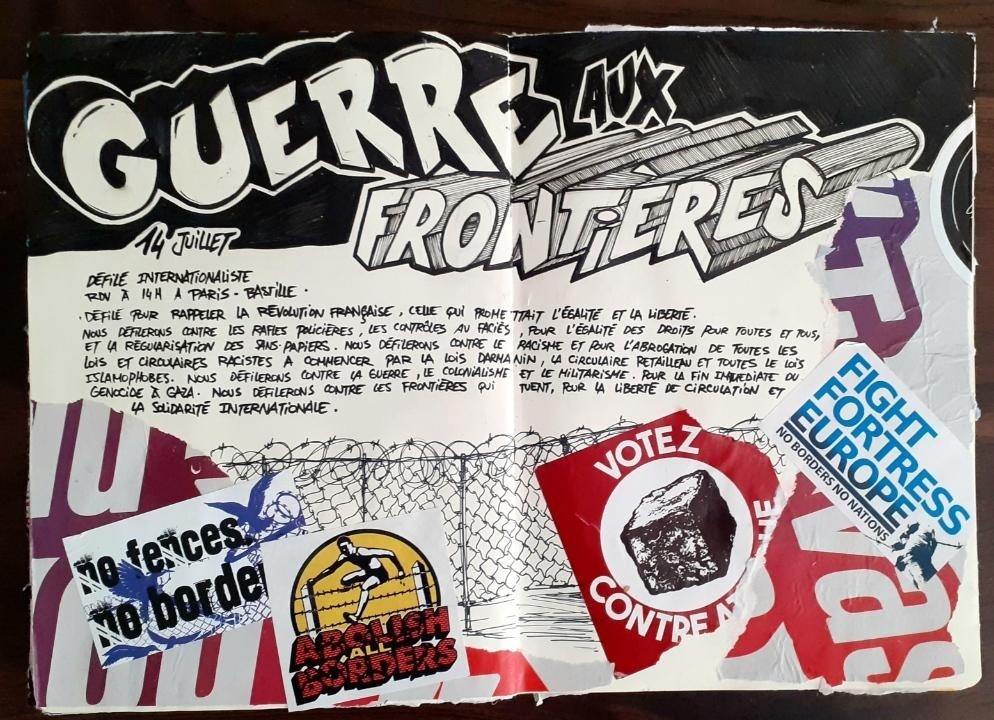 GUERRE AUX
FRONTIÈRES
14 JUILLET
DÉFILÉ INTERNATIONALISTE
RDV À 14H A PARIS - BASTILLE.
. DÉFILÉ POUR RAPPELER LA RÉVOLUTION FRANÇAISE, CELLE QUI PROMETTAIT L'ÉGALITÉ ET LA LIBERTÉ.
NOUS DÉFILERONS CONTRE LES RAFLES POLICIÈRES, LES CONTRÔLES AU FACIÈS, POUR L'ÉGALITÉ DES DROITS POUR TOUTES ET TOUS,
ET LA RÉGULARISATION DES SANS-PAPIERS. NOUS DÉFILERONS CONTRE LE RACISME ET POUR L'ABROGATION DE TOUTES LES
LOIS ET CIRCULAIRES RACISTES A COMMENCER PAR LA LOIS DARMANIN, LA CIRCULAIRE RETAILLEAU ET TOUTES LE LOIS
ISLAMOPHOBES. NOUS DÉFILERONS CONTRE LA GUERRE, LE COLONIALISME ET LE MILITARISME. POUR LA FIN IMMÉDIATE DU
GENOCIDE À GAZA. NOUS DÉFILERONS CONTRE LES FRONTIÈRES QUI TUENT, POUR LA LIBERTÉ DE CIRCULATION ET
LA SOLIDARITÉ INTERNATIONALE.
no fences.
no borde
ABOLISH
ALL
BORDERS
VOTEZ
CONTRE
FIGHT
FORTRESS
EUROPE
NO BORDERS NO NATIONS